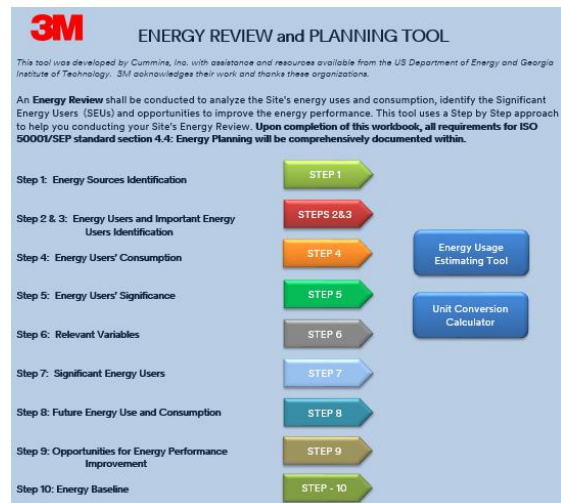 3M
ENERGY REVIEW and PLANNING TOOL
This tool was developed by Cummins, Inc. with assistance and resources available from the US Department of Energy and Georgia
Institute of Technology. 3M acknowledges their work and thanks these organizations.
An Energy Review shall be conducted to analyze the Site's energy uses and consumption, identify the Significant
Energy Users (SEUs) and opportunities to improve the energy performance. This tool uses a Step by Step approach
to help you conducting your Site's Energy Review. Upon completion of this workbook, all requirements for ISO
50001/SEP standard section 4.4: Energy Planning will be comprehensively documented within.
Step 1: Energy Sources Identification
STEP 1
Step 2 & 3: Energy Users and Important Energy
Users Identification
STEPS 2&3
Step 4: Energy Users' Consumption
STEP 4
Energy Usage
Estimating Tool
Step 5: Energy Users' Significance
STEP 5
Unit Conversion
Calculator
Step 6: Relevant Variables
STEP 6
Step 7: Significant Energy Users
STEP 7
Step 8: Future Energy Use and Consumption
STEP 8
Step 9: Opportunities for Energy Performance
Improvement
STEP 9
Step 10: Energy Baseline
STEP - 10